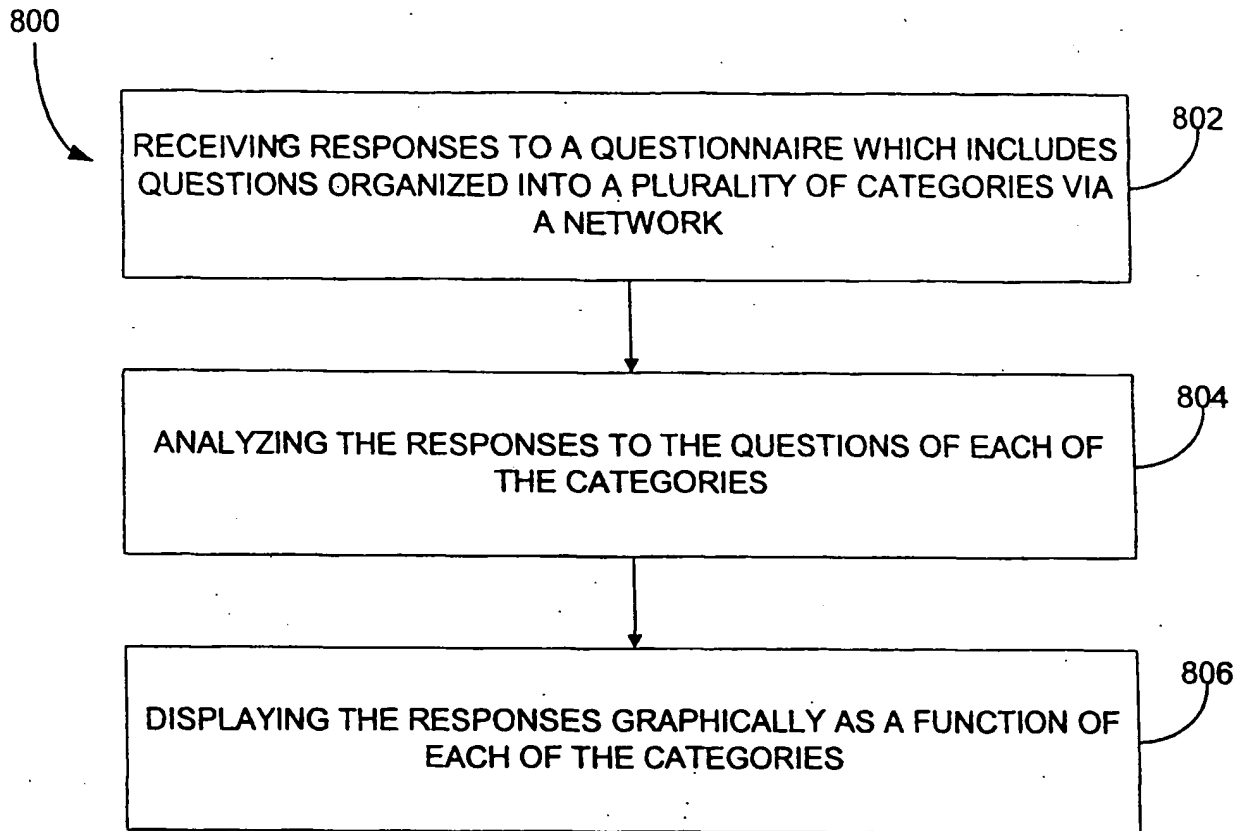 800
802
RECEIVING RESPONSES TO A QUESTIONNAIRE WHICH INCLUDES
QUESTIONS ORGANIZED INTO A PLURALITY OF CATEGORIES VIA
A NETWORK
804
ANALYZING THE RESPONSES TO THE QUESTIONS OF EACH OF
THE CATEGORIES
806
DISPLAYING THE RESPONSES GRAPHICALLY AS A FUNCTION OF
EACH OF THE CATEGORIES